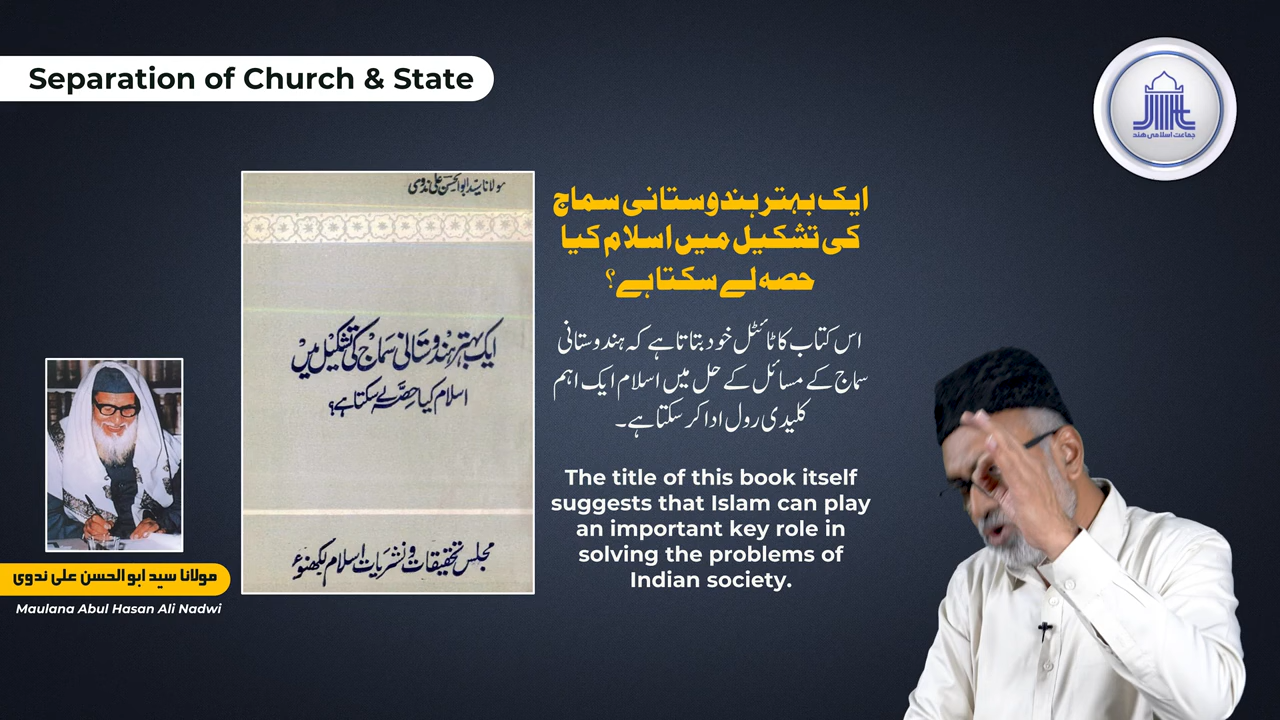 Separation of Church & State
جماعت اسلامی ہند
مولانا سیّد ابوالحسن علی ندوی
ایک بہتر ہندوستانی سماج کی تشکیل میں
اسلام کیا حصّہ لے سکتا ہے؟
مجلس تحقیقات و نشریات اسلام لکھنؤ
ایک بہتر ہندوستانی سماج
کی تشکیل میں اسلام کیا
حصہ لے سکتا ہے؟
اس کتاب کا ٹائٹل خود بتاتا ہے کہ ہندوستانی
سماج کے مسائل کے حل میں اسلام ایک اہم
کلیدی رول ادا کر سکتا ہے۔
The title of this book itself
suggests that Islam can play
an important key role in
solving the problems of
Indian society.
مولانا سید ابو الحسن علی ندوی
Maulana Abul Hasan Ali Nadwi